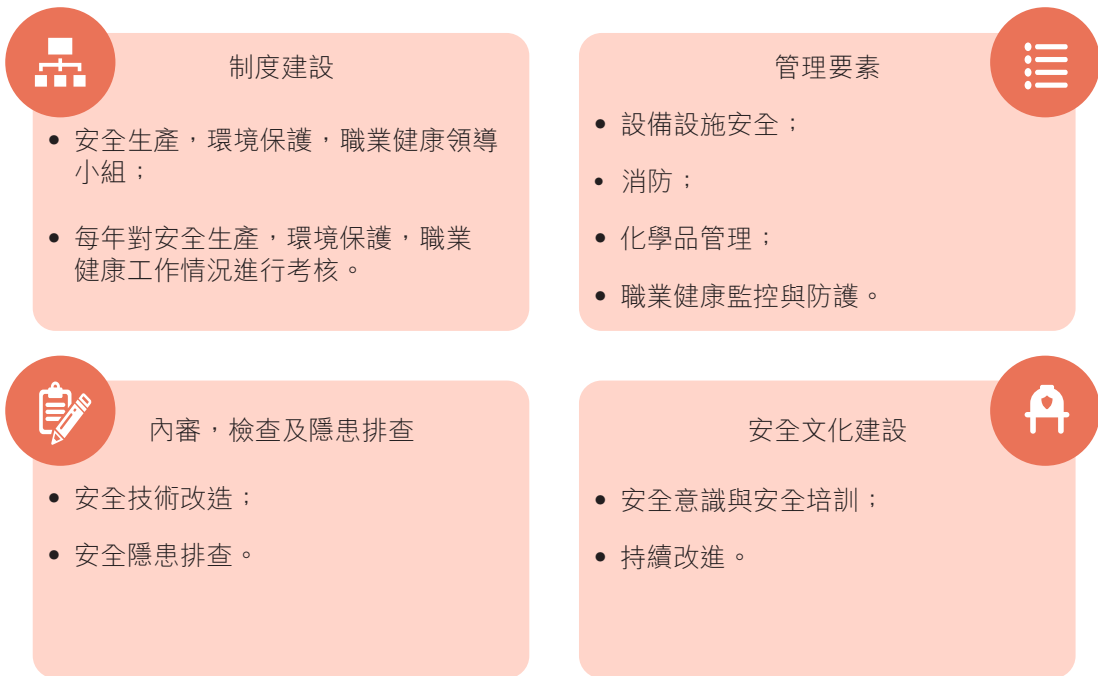 制度建設
• 安全生產，環境保護，職業健康領導
小組；
• 每年對安全生產，環境保護，職業
健康工作情況進行考核。
管理要素
• 設備設施安全；
• 消防；
• 化學品管理；
• 職業健康監控與防護。
內審，檢查及隱患排查
• 安全技術改造；
• 安全隱患排查。
安全文化建設
• 安全意識與安全培訓；
• 持續改進。